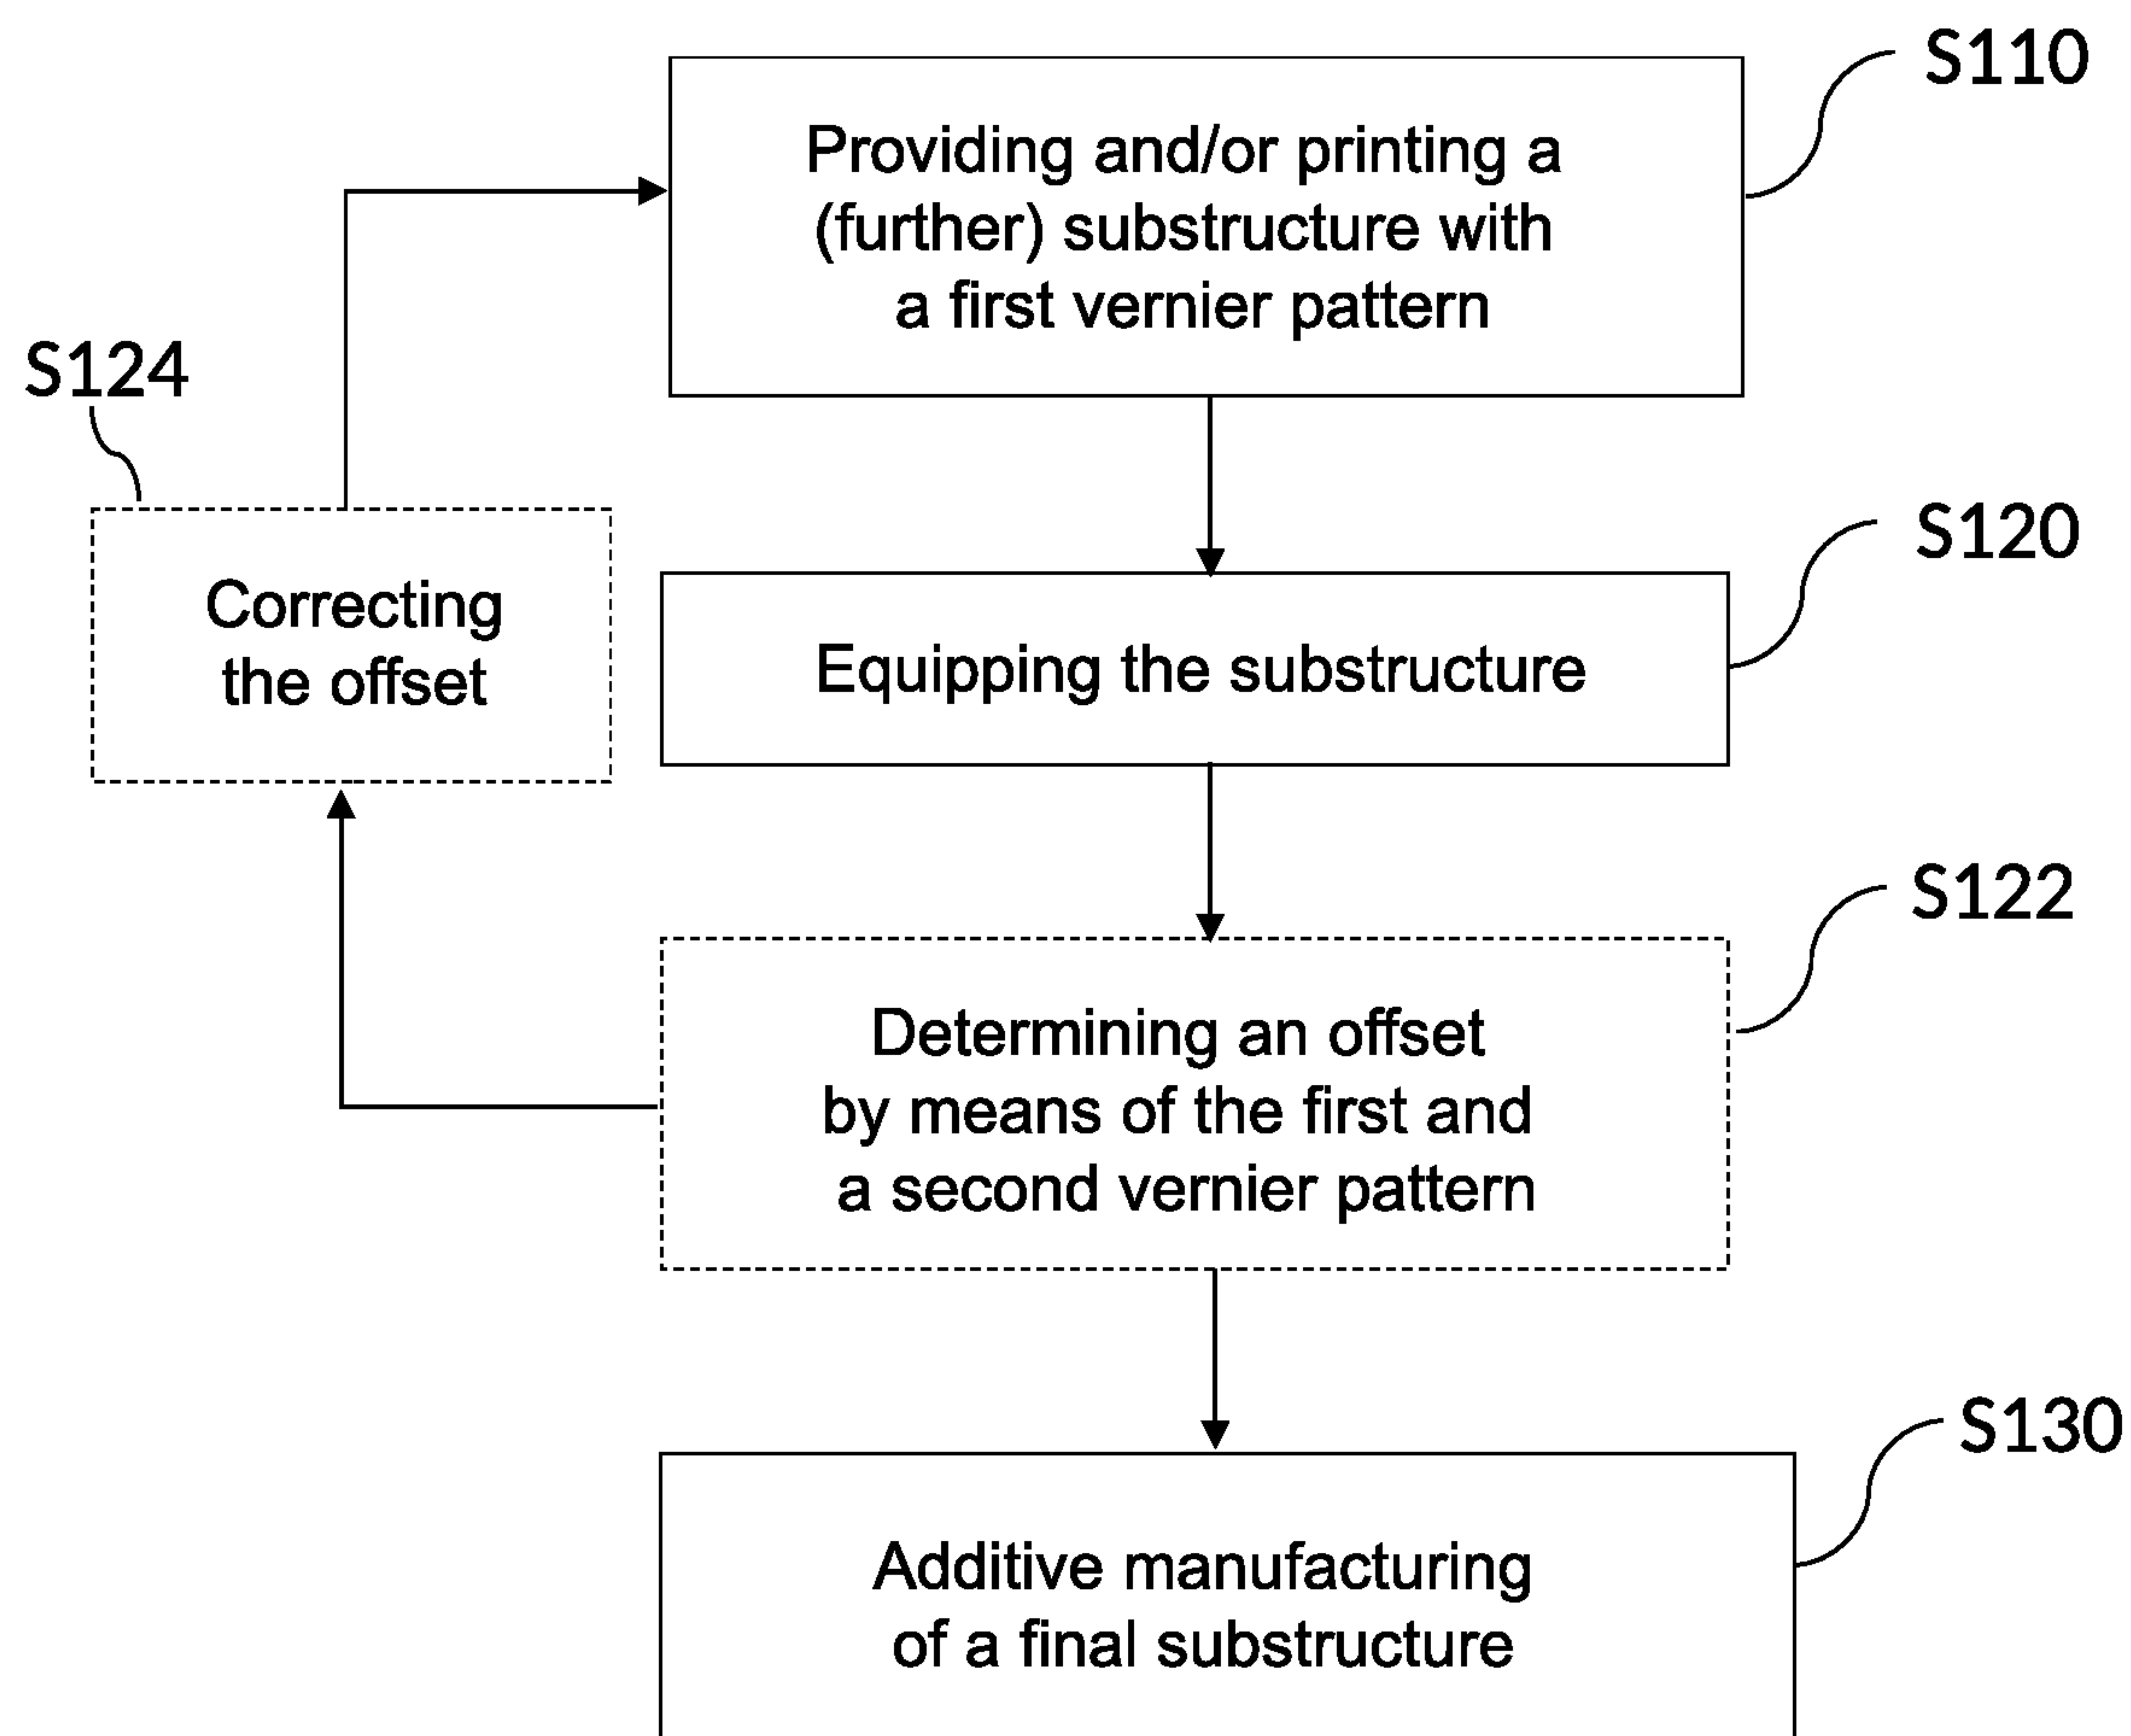 S110
Providing and/or printing a
(further) substructure with
a first vernier pattern
S124
Correcting
the offset
S120
Equipping the substructure
S122
Determining an offset
by means of the first and
a second vernier pattern
S130
Additive manufacturing
of a final substructure